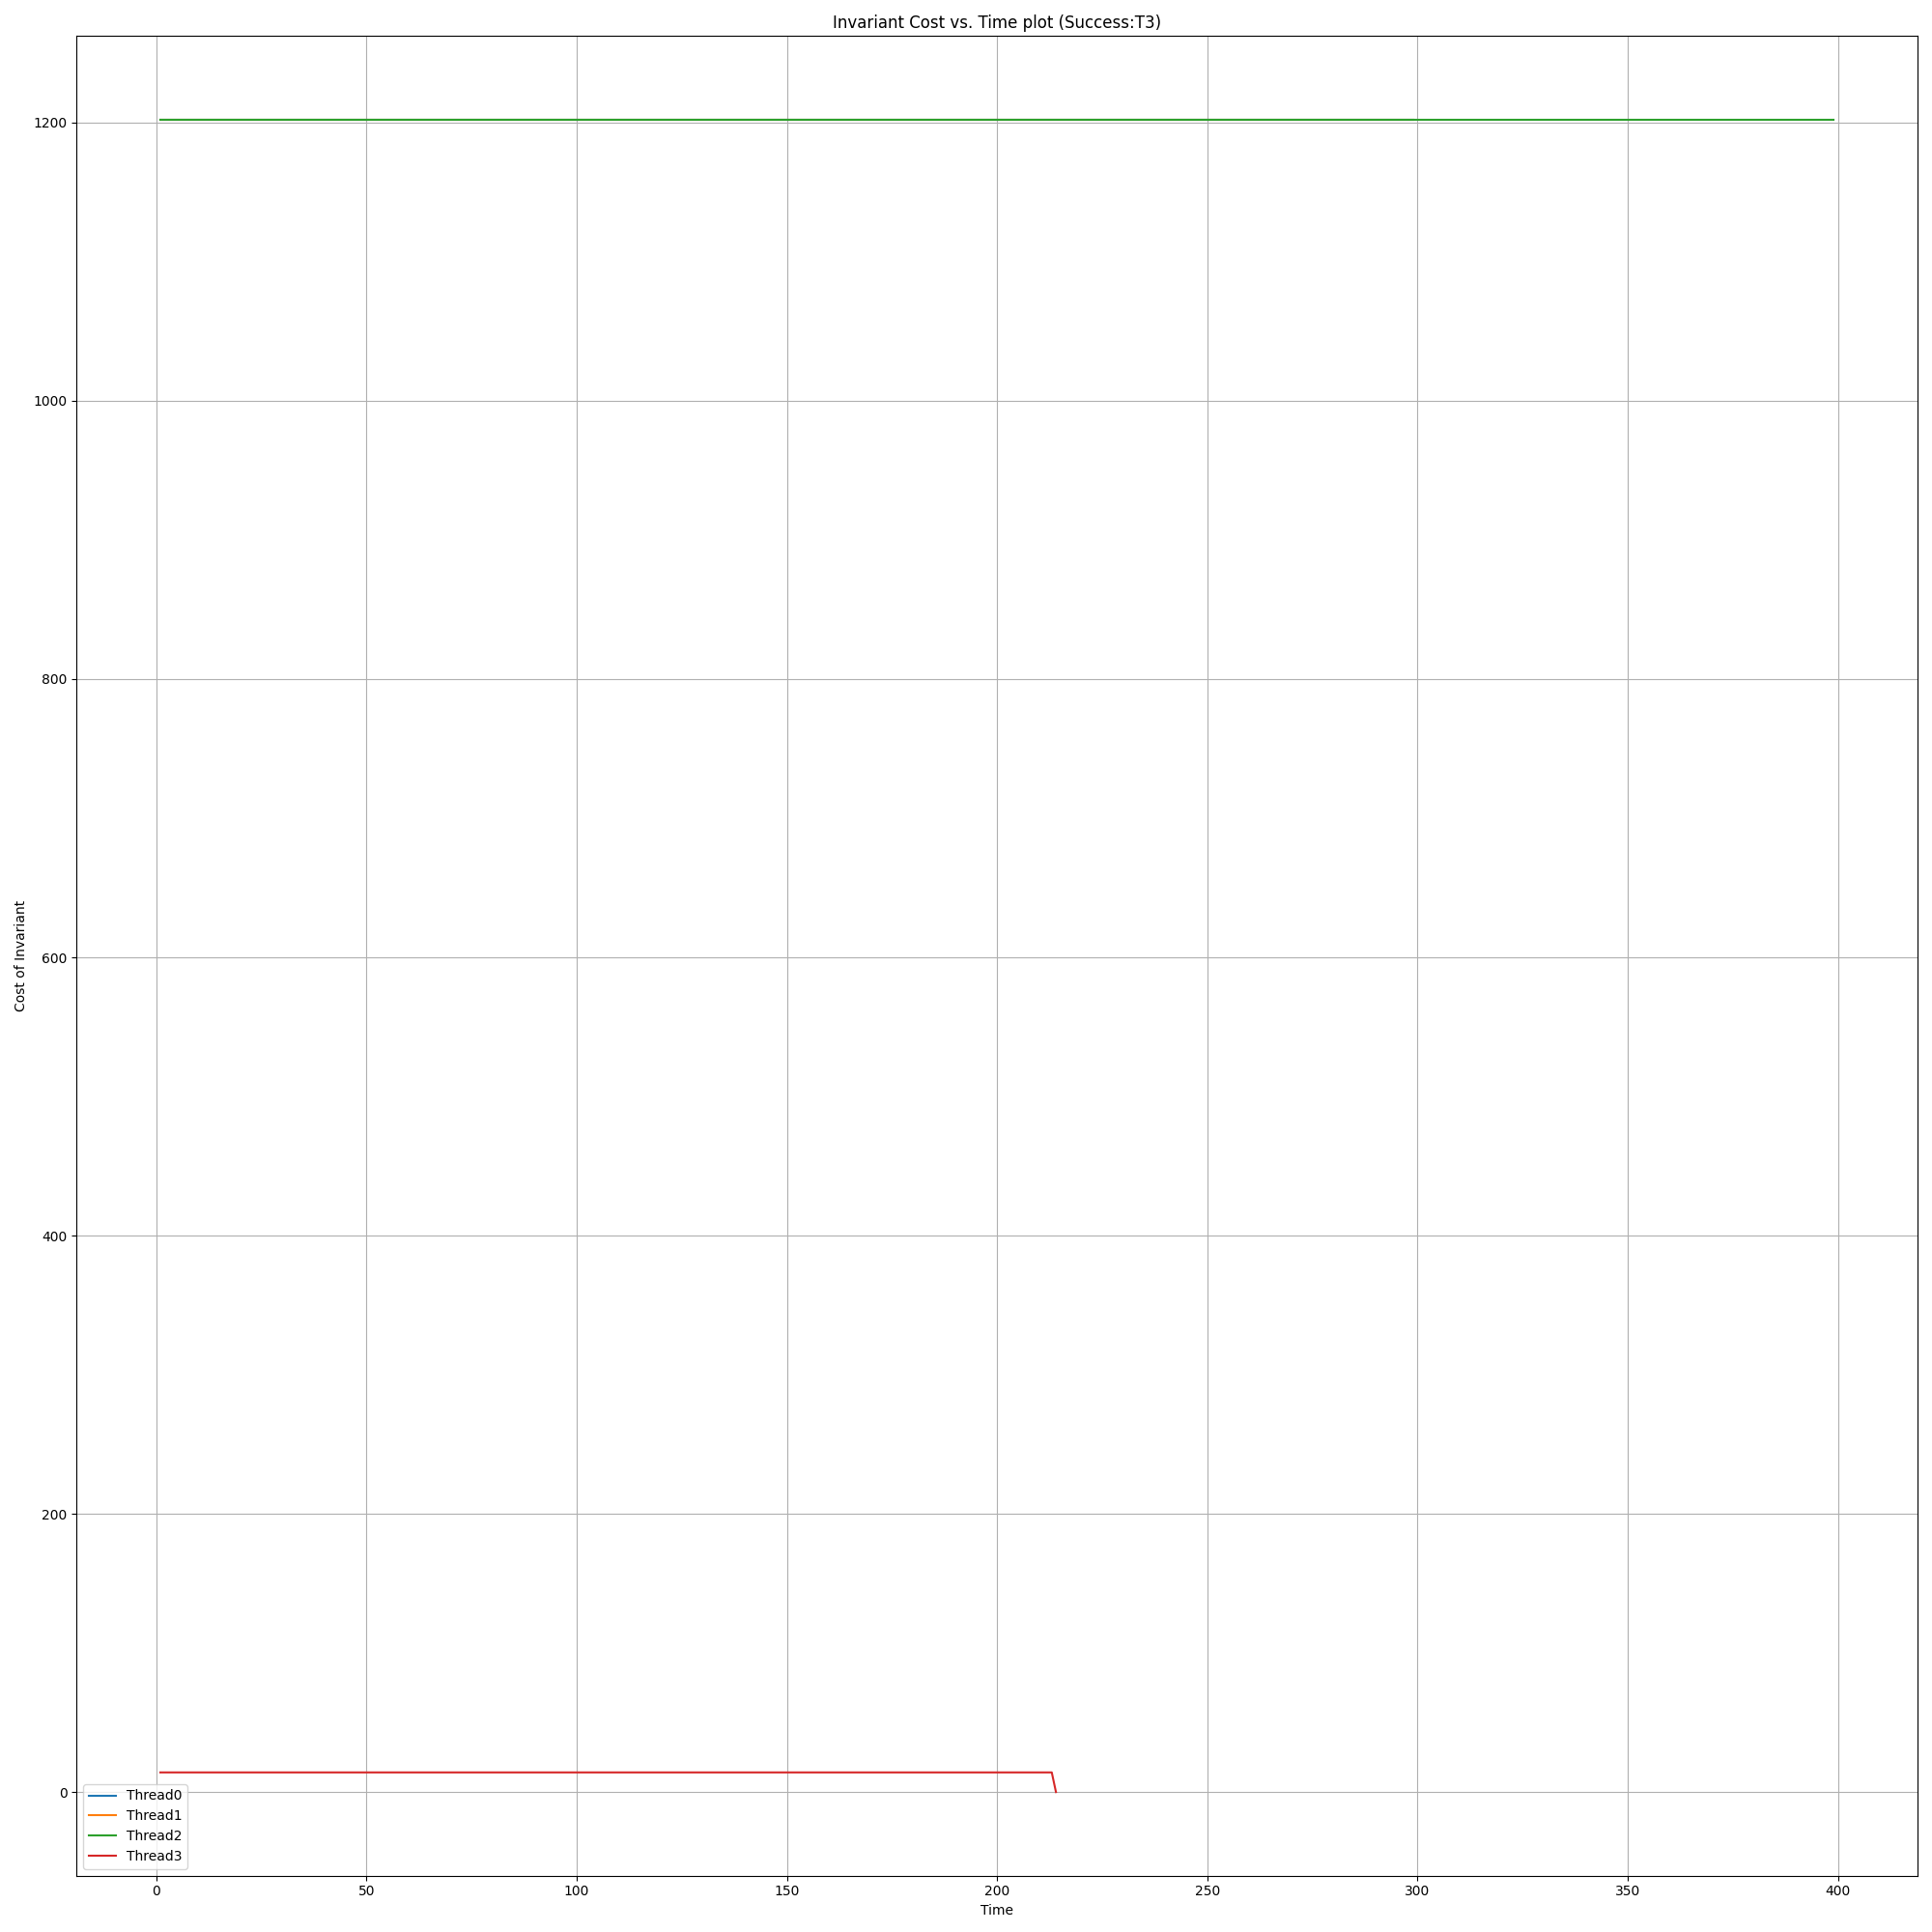 Invariant Cost vs. Time plot (Success:T3)
1200
1000
800
600
400
200
0
Cost of Invariant
Thread0
Thread1
Thread2
Thread3
0 50 100 150 200 250 300 350 400
Time